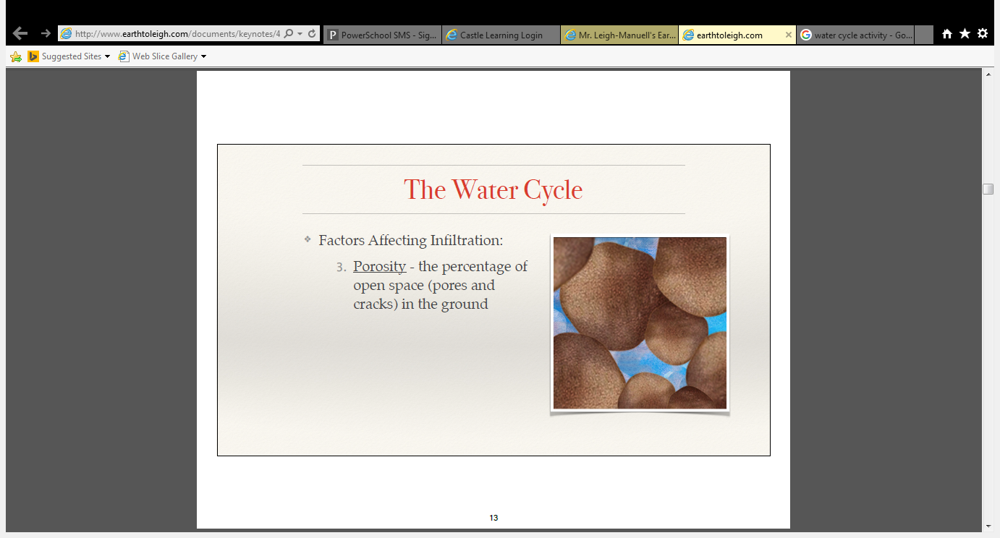 http://www.earthtoleigh.com/documents/keynotes/4
PowerSchool SMS - Sig...
Castle Learning Login
Mr. Leigh-Manuell's Ear...
earthtoleigh.com
water cycle activity - Go...
Suggested Sites
Web Slice Gallery
The Water Cycle
Factors Affecting Infiltration:
3. Porosity - the percentage of
open space (pores and
cracks) in the ground
13